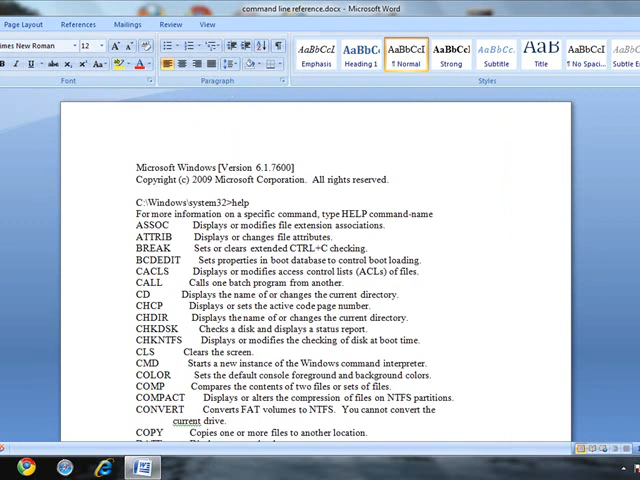 command line reference.docx - Microsoft Word
Page Layout References Mailings Review View
imes New Roman 12
Font Paragraph Styles
AaBbCcI AaBbCc AaBbCcI AaBbCcI AaBbCc. AaB AaBbCcI AaBbCcI
Emphasis Heading 1 ¶ Normal Strong Subtitle Title ¶ No Spaci... Subtle E
Microsoft Windows [Version 6.1.7600]
Copyright (c) 2009 Microsoft Corporation. All rights reserved.
C:\Windows\system32>help
For more information on a specific command, type HELP command-name
ASSOC Displays or modifies file extension associations.
ATTRIB Displays or changes file attributes.
BREAK Sets or clears extended CTRL+C checking.
BCDEDIT Sets properties in boot database to control boot loading.
CACLS Displays or modifies access control lists (ACLs) of files.
CALL Calls one batch program from another.
CD Displays the name of or changes the current directory.
CHCP Displays or sets the active code page number.
CHDIR Displays the name of or changes the current directory.
CHKDSK Checks a disk and displays a status report.
CHKNTFS Displays or modifies the checking of disk at boot time.
CLS Clears the screen.
CMD Starts a new instance of the Windows command interpreter.
COLOR Sets the default console foreground and background colors.
COMP Compares the contents of two files or sets of files.
COMPACT Displays or alters the compression of files on NTFS partitions.
CONVERT Converts FAT volumes to NTFS. You cannot convert the
current drive.
COPY Copies one or more files to another location.